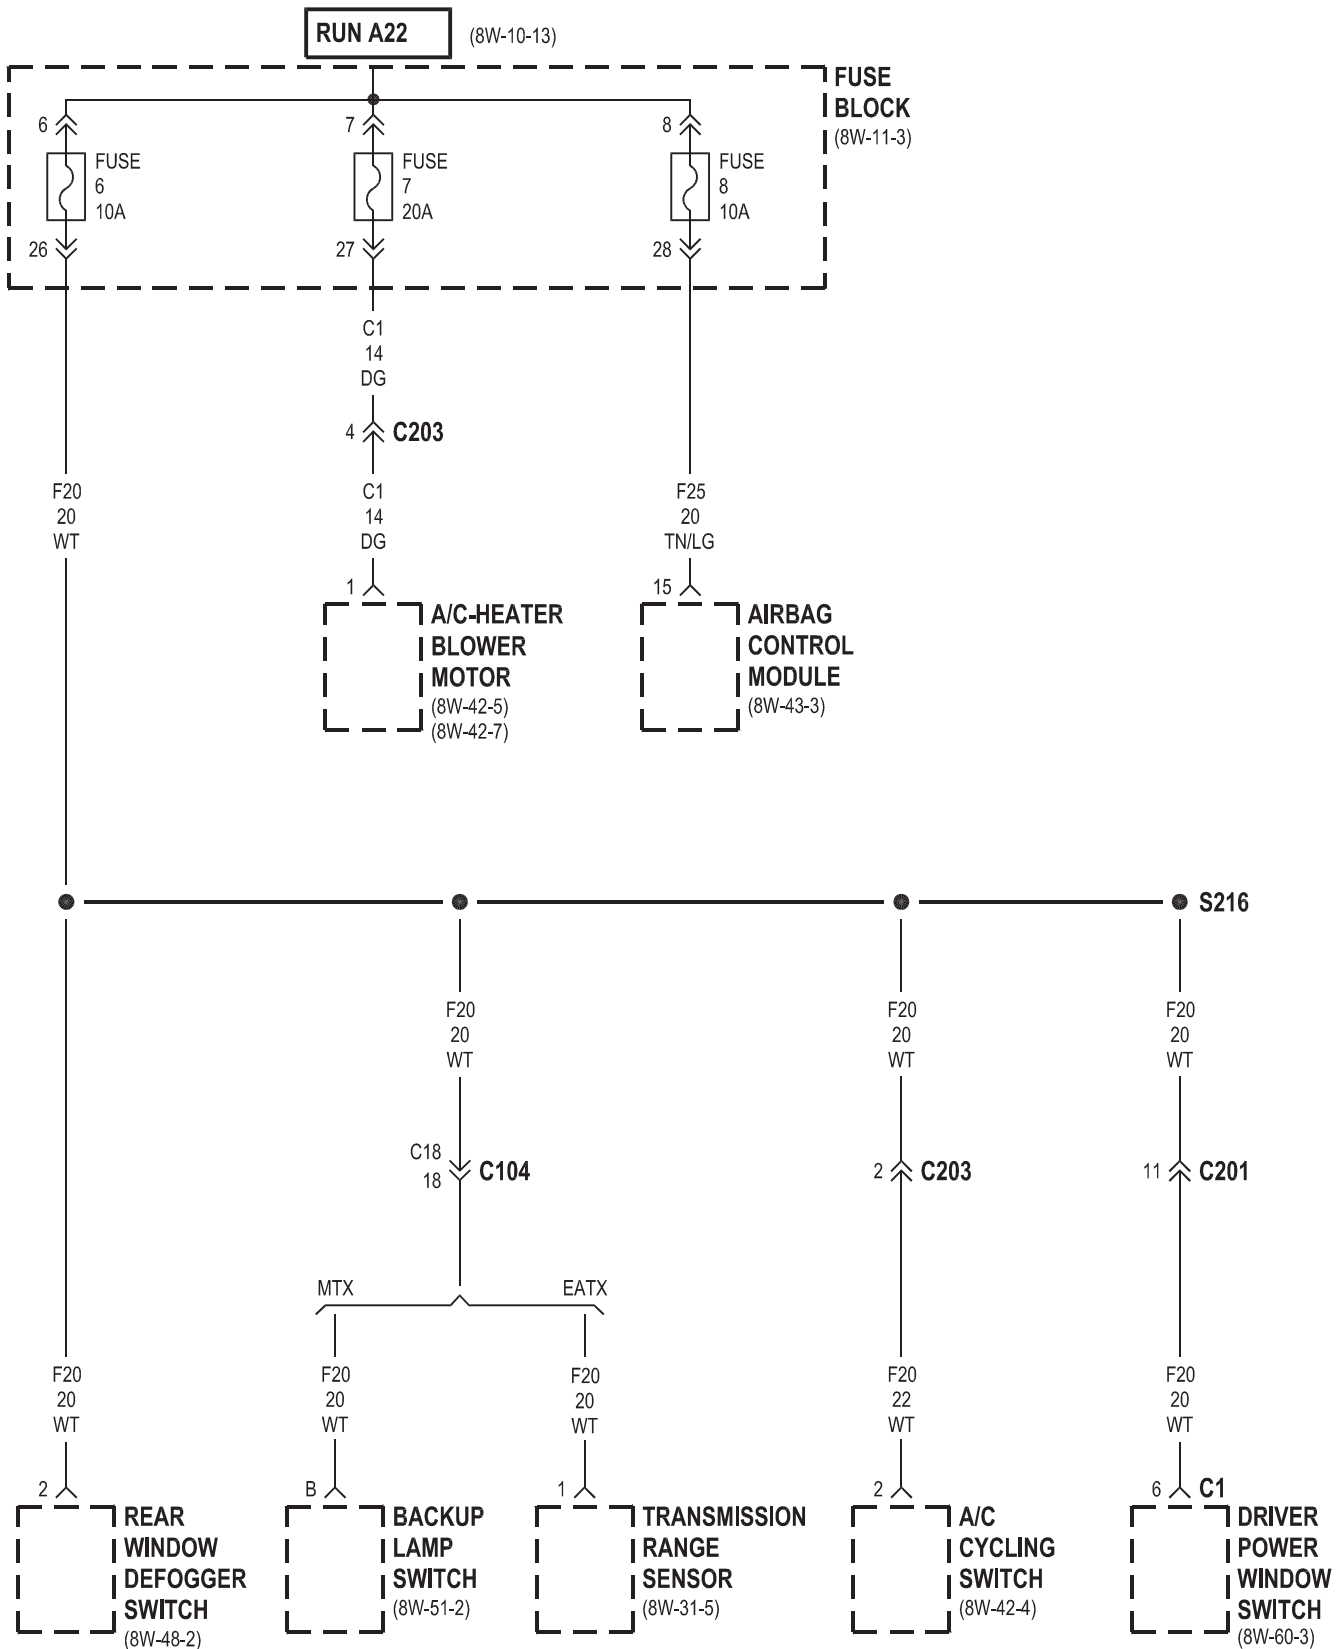 RUN A22 (8W-10-13)
FUSE
BLOCK
(8W-11-3)
6 7 8
FUSE
6
10A
FUSE
7
20A
FUSE
8
10A
26 27 28
C1
14
DG
4 C203
F20
20
WT
C1
14
DG
F25
20
TN/LG
1 15
A/C-HEATER
BLOWER
MOTOR
(8W-42-5)
(8W-42-7)
AIRBAG
CONTROL
MODULE
(8W-43-3)
S216
F20
20
WT
F20
20
WT
F20
20
WT
C18
18 C104
2 C203
11 C201
MTX EATX
F20
20
WT
F20
20
WT
F20
20
WT
F20
22
WT
F20
20
WT
2 B 1 2 6 C1
REAR
WINDOW
DEFOGGER
SWITCH
(8W-48-2)
BACKUP
LAMP
SWITCH
(8W-51-2)
TRANSMISSION
RANGE
SENSOR
(8W-31-5)
A/C
CYCLING
SWITCH
(8W-42-4)
DRIVER
POWER
WINDOW
SWITCH
(8W-60-3)